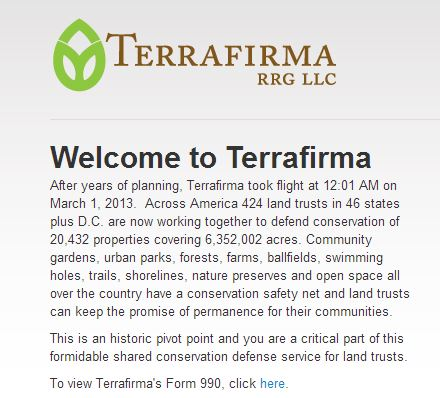 TERRAFIRMA
RRG LLC
Welcome to Terrafirma
After years of planning, Terrafirma took flight at 12:01 AM on
March 1, 2013.  Across America 424 land trusts in 46 states
plus D.C. are now working together to defend conservation of
20,432 properties covering 6,352,002 acres. Community
gardens, urban parks, forests, farms, ballfields, swimming
holes, trails, shorelines, nature preserves and open space all
over the country have a conservation safety net and land trusts
can keep the promise of permanence for their communities.
This is an historic pivot point and you are a critical part of this
formidable shared conservation defense service for land trusts.
To view Terrafirma's Form 990, click here.